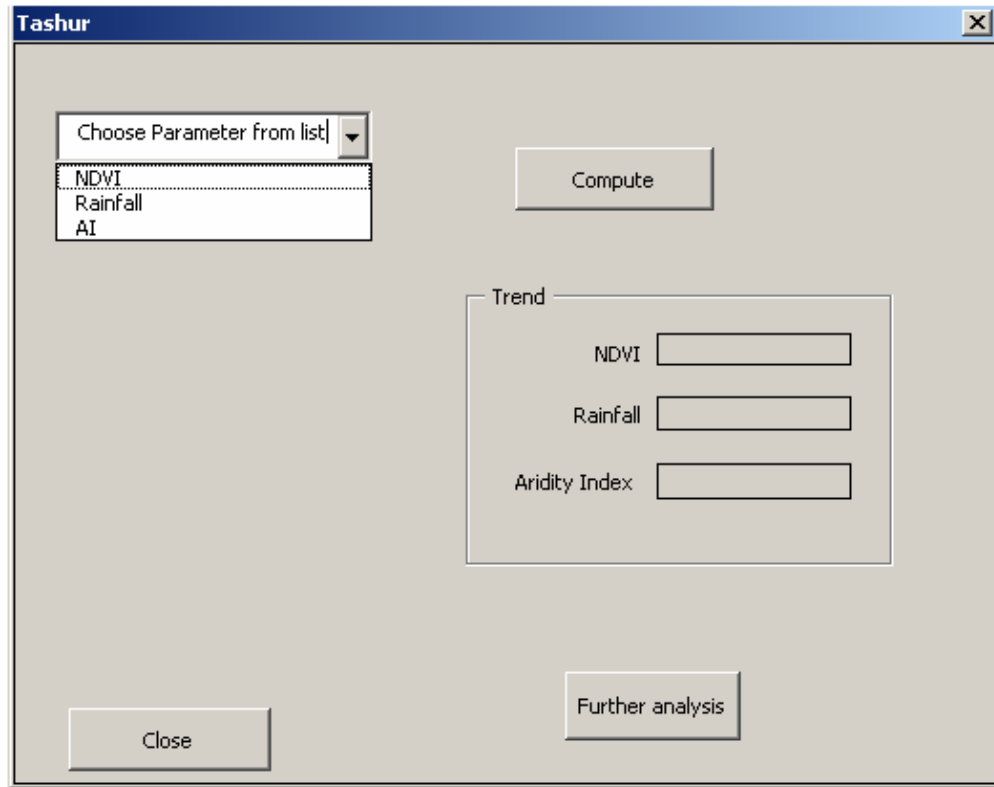 Tashur
Choose Parameter from list
NDVI
Rainfall
AI
Compute
Trend
NDVI
Rainfall
Aridity Index
Further analysis
Close